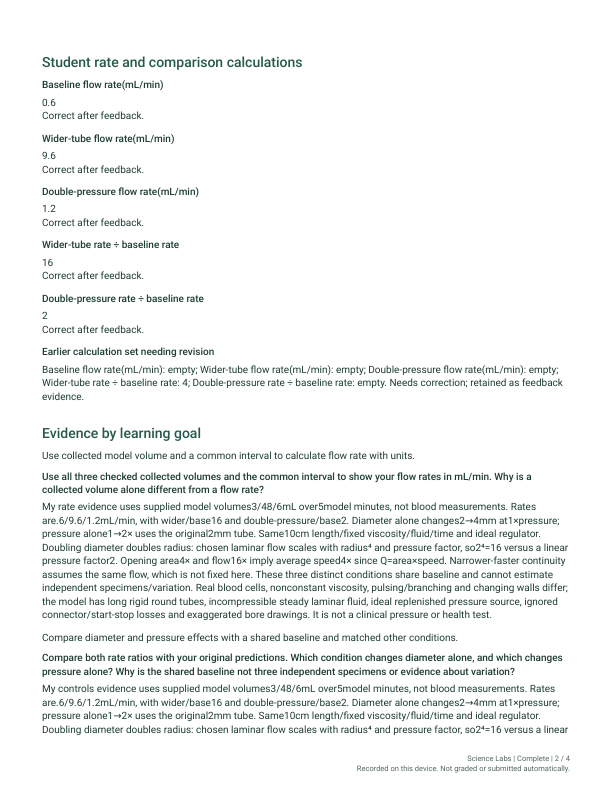 Student rate and comparison calculations
Baseline flow rate(mL/min)
0.6
Correct after feedback.
Wider-tube flow rate(mL/min)
9.6
Correct after feedback.
Double-pressure flow rate(mL/min)
1.2
Correct after feedback.
Wider-tube rate ÷ baseline rate
16
Correct after feedback.
Double-pressure rate ÷ baseline rate
2
Correct after feedback.
Earlier calculation set needing revision
Baseline flow rate(mL/min): empty; Wider-tube flow rate(mL/min): empty; Double-pressure flow rate(mL/min): empty;
Wider-tube rate ÷ baseline rate: 4; Double-pressure rate ÷ baseline rate: empty. Needs correction; retained as feedback
evidence.
Evidence by learning goal
Use collected model volume and a common interval to calculate flow rate with units.
Use all three checked collected volumes and the common interval to show your flow rates in mL/min. Why is a
collected volume alone different from a flow rate?
My rate evidence uses supplied model volumes3/48/6mL over5model minutes, not blood measurements. Rates
are.6/9.6/1.2mL/min, with wider/base16 and double-pressure/base2. Diameter alone changes2→4mm at1×pressure;
pressure alone1→2× uses the original2mm tube. Same10cm length/fixed viscosity/fluid/time and ideal regulator.
Doubling diameter doubles radius: chosen laminar flow scales with radius⁴ and pressure factor, so2⁴=16 versus a linear
pressure factor2. Opening area4× and flow16× imply average speed4× since Q=area×speed. Narrower-faster continuity
assumes the same flow, which is not fixed here. These three distinct conditions share baseline and cannot estimate
independent specimens/variation. Real blood cells, nonconstant viscosity, pulsing/branching and changing walls differ;
the model has long rigid round tubes, incompressible steady laminar fluid, ideal replenished pressure source, ignored
connector/start-stop losses and exaggerated bore drawings. It is not a clinical pressure or health test.
Compare diameter and pressure effects with a shared baseline and matched other conditions.
Compare both rate ratios with your original predictions. Which condition changes diameter alone, and which changes
pressure alone? Why is the shared baseline not three independent specimens or evidence about variation?
My controls evidence uses supplied model volumes3/48/6mL over5model minutes, not blood measurements. Rates
are.6/9.6/1.2mL/min, with wider/base16 and double-pressure/base2. Diameter alone changes2→4mm at1×pressure;
pressure alone1→2× uses the original2mm tube. Same10cm length/fixed viscosity/fluid/time and ideal regulator.
Doubling diameter doubles radius: chosen laminar flow scales with radius⁴ and pressure factor, so2⁴=16 versus a linear
Science Labs | Complete | 2 / 4
Recorded on this device. Not graded or submitted automatically.